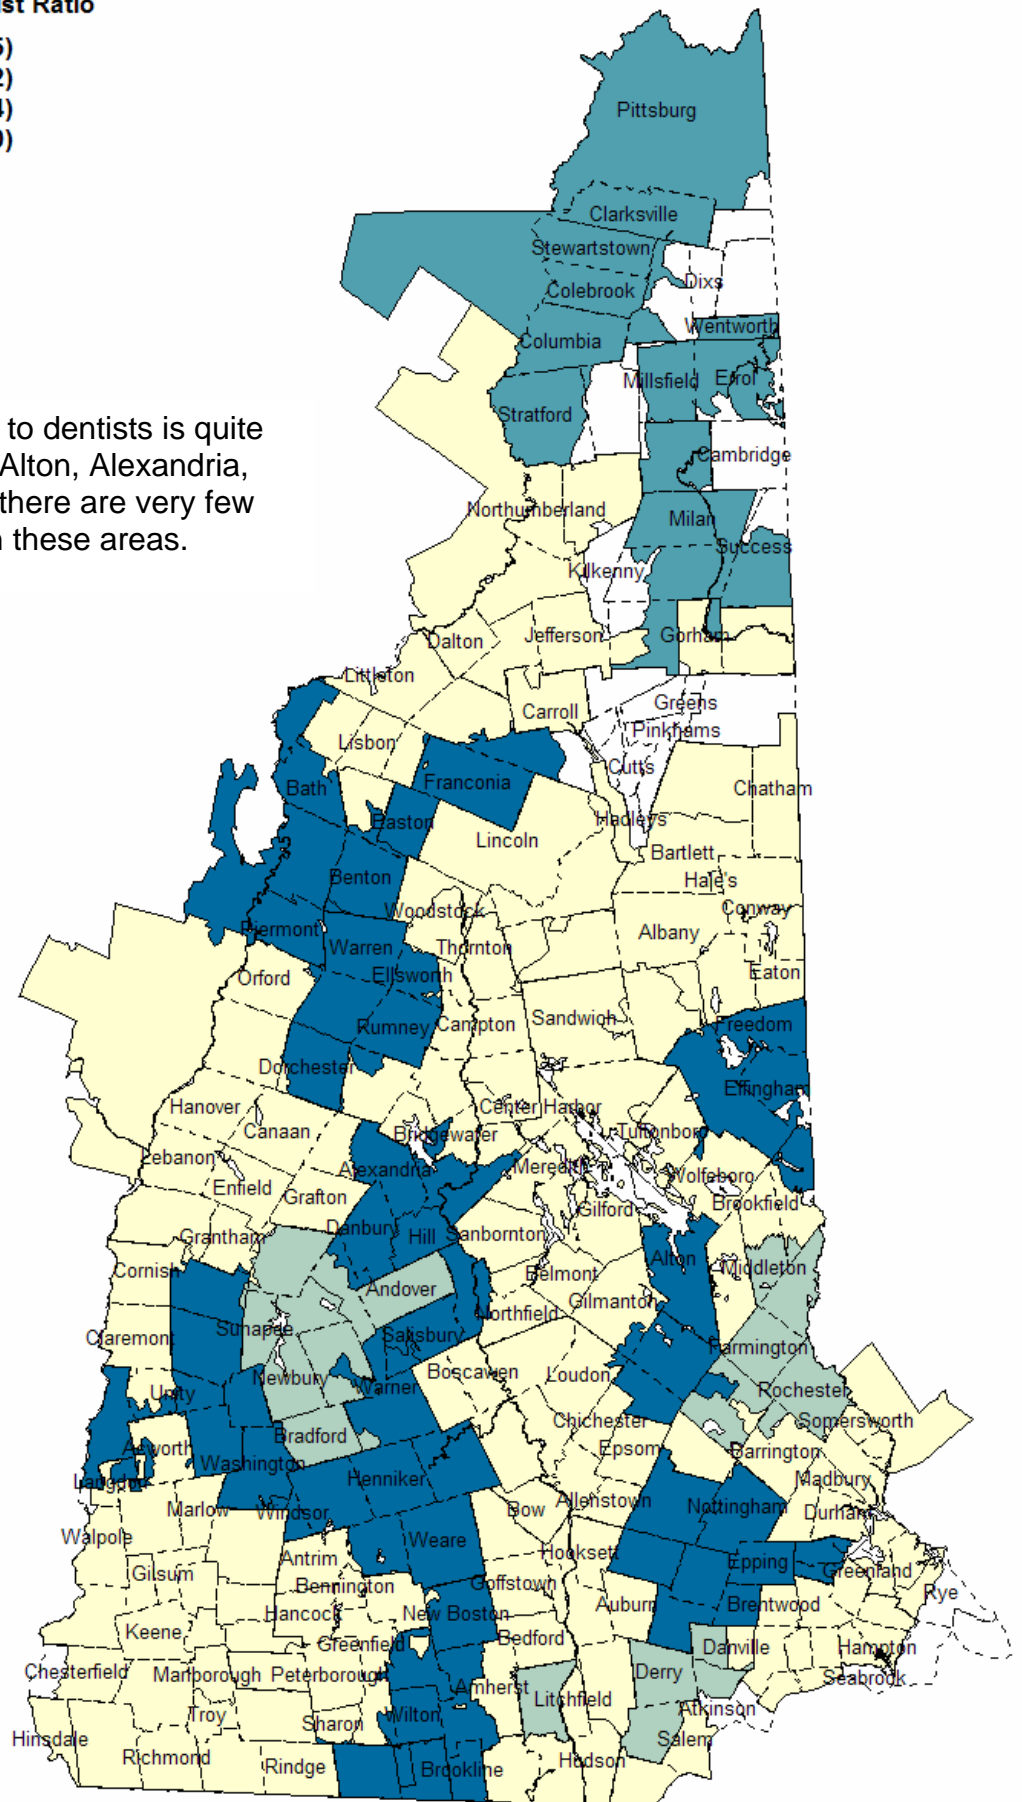 st Ratio
5)
2)
4)
0)
to dentists is quite
Alton, Alexandria,
there are very few
n these areas.
Pittsburg
Clarksville
Stewartstown
Dixs
Colebrook
Wentworth
Columbia
Millsfield
Errol
Stratford
Cambridge
Northumberland
Milan
Success
Kilkenny
Dalton
Jefferson
Gorham
Littleton
Greens
Carroll
Pinkhams
Lisbon
Cutts
Franconia
Bath
Chatham
Easton
Hadleys
Lincoln
Bartlett
Benton
Hale's
Woodstock
Conway
Piermont
Albany
Warren
Thornton
Ellsworth
Eaton
Orford
Sandwich
Rumney
Campton
Freedom
Dorchester
Effingham
Hanover
Center Harbor
Canaan
Bridgewater
Tuftonboro
Lebanon
Alexandria
Meredith
Wolfeboro
Enfield
Grafton
Brookfield
Gilford
Danbury
Hill
Sanbornton
Grantham
Alton
Cornish
Belmont
Middleton
Andover
Gilmanton
Northfield
Sunapee
Claremont
Salisbury
Farmington
Newbury
Boscawen
Loudon
Unity
Warner
Rochester
Chichester
Somersworth
Bradford
Acworth
Epsom
Barrington
Washington
Langdon
Henniker
Madbury
Marlow
Windsor
Bow
Allenstown
Nottingham
Durham
Walpole
Weare
Hooksett
Antrim
Epping
Gilsum
Bennington
Goffstown
Greenland
Hancock
New Boston
Auburn
Brentwood
Rye
Keene
Greenfield
Bedford
Danville
Hampton
Chesterfield
Marlborough
Peterborough
Derry
Seabrook
Amherst
Litchfield
Troy
Sharon
Wilton
Atkinson
Hinsdale
Salem
Richmond
Rindge
Brookline
Hudson